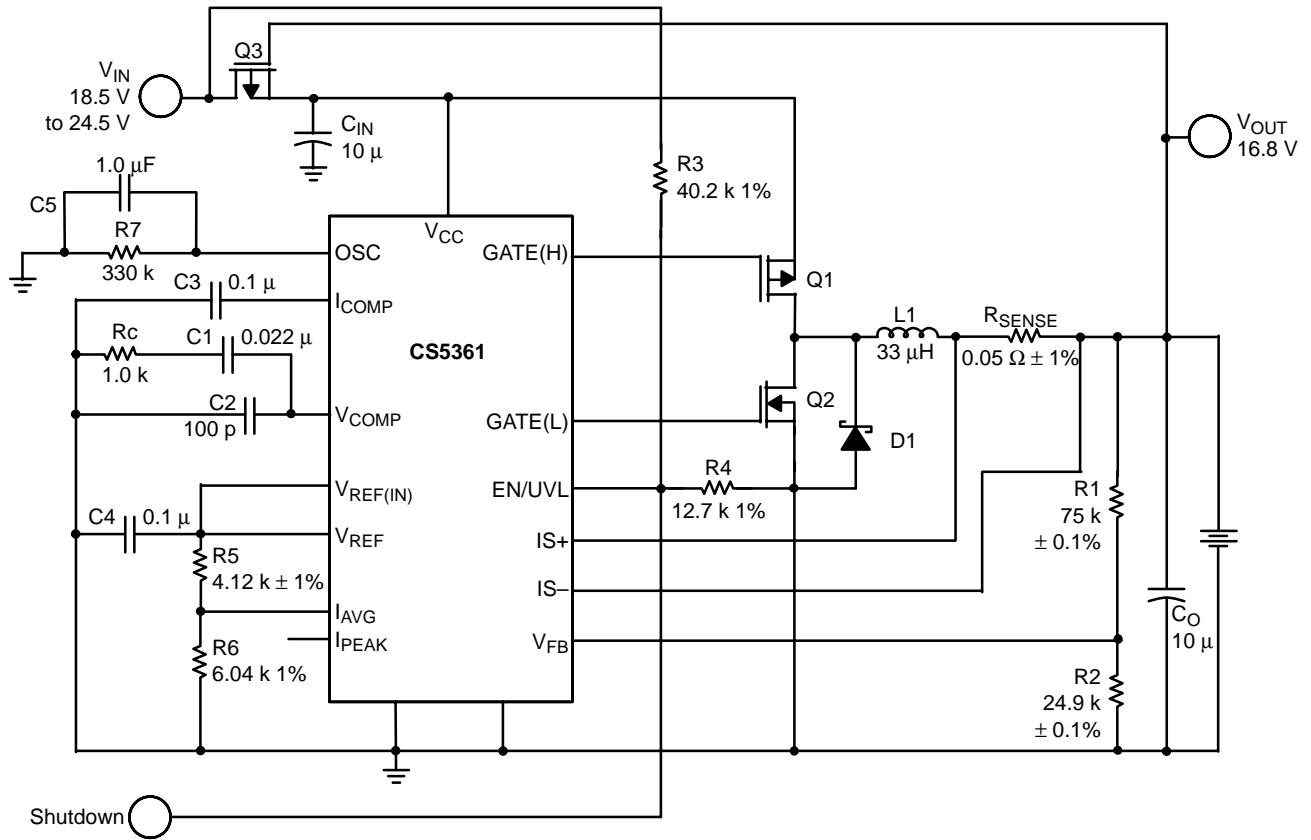 Q3
V_IN
18.5 V
to 24.5 V
C_IN
10 μ
V_OUT
16.8 V
1.0 μF
C5
R7
330 k
R3
40.2 k 1%
V_CC
OSC
GATE(H)
Q1
C3
0.1 μ
I_COMP
Rc
1.0 k
C1
0.022 μ
CS5361
L1
33 μH
R_SENSE
0.05 Ω ± 1%
C2
100 p
V_COMP
GATE(L)
Q2
D1
V_REF(IN)
EN/UVL
R4
12.7 k 1%
R1
75 k
± 0.1%
C4
0.1 μ
V_REF
R5
4.12 k ± 1%
IS+
IS–
I_AVG
I_PEAK
V_FB
R6
6.04 k 1%
C_O
10 μ
R2
24.9 k
± 0.1%
Shutdown